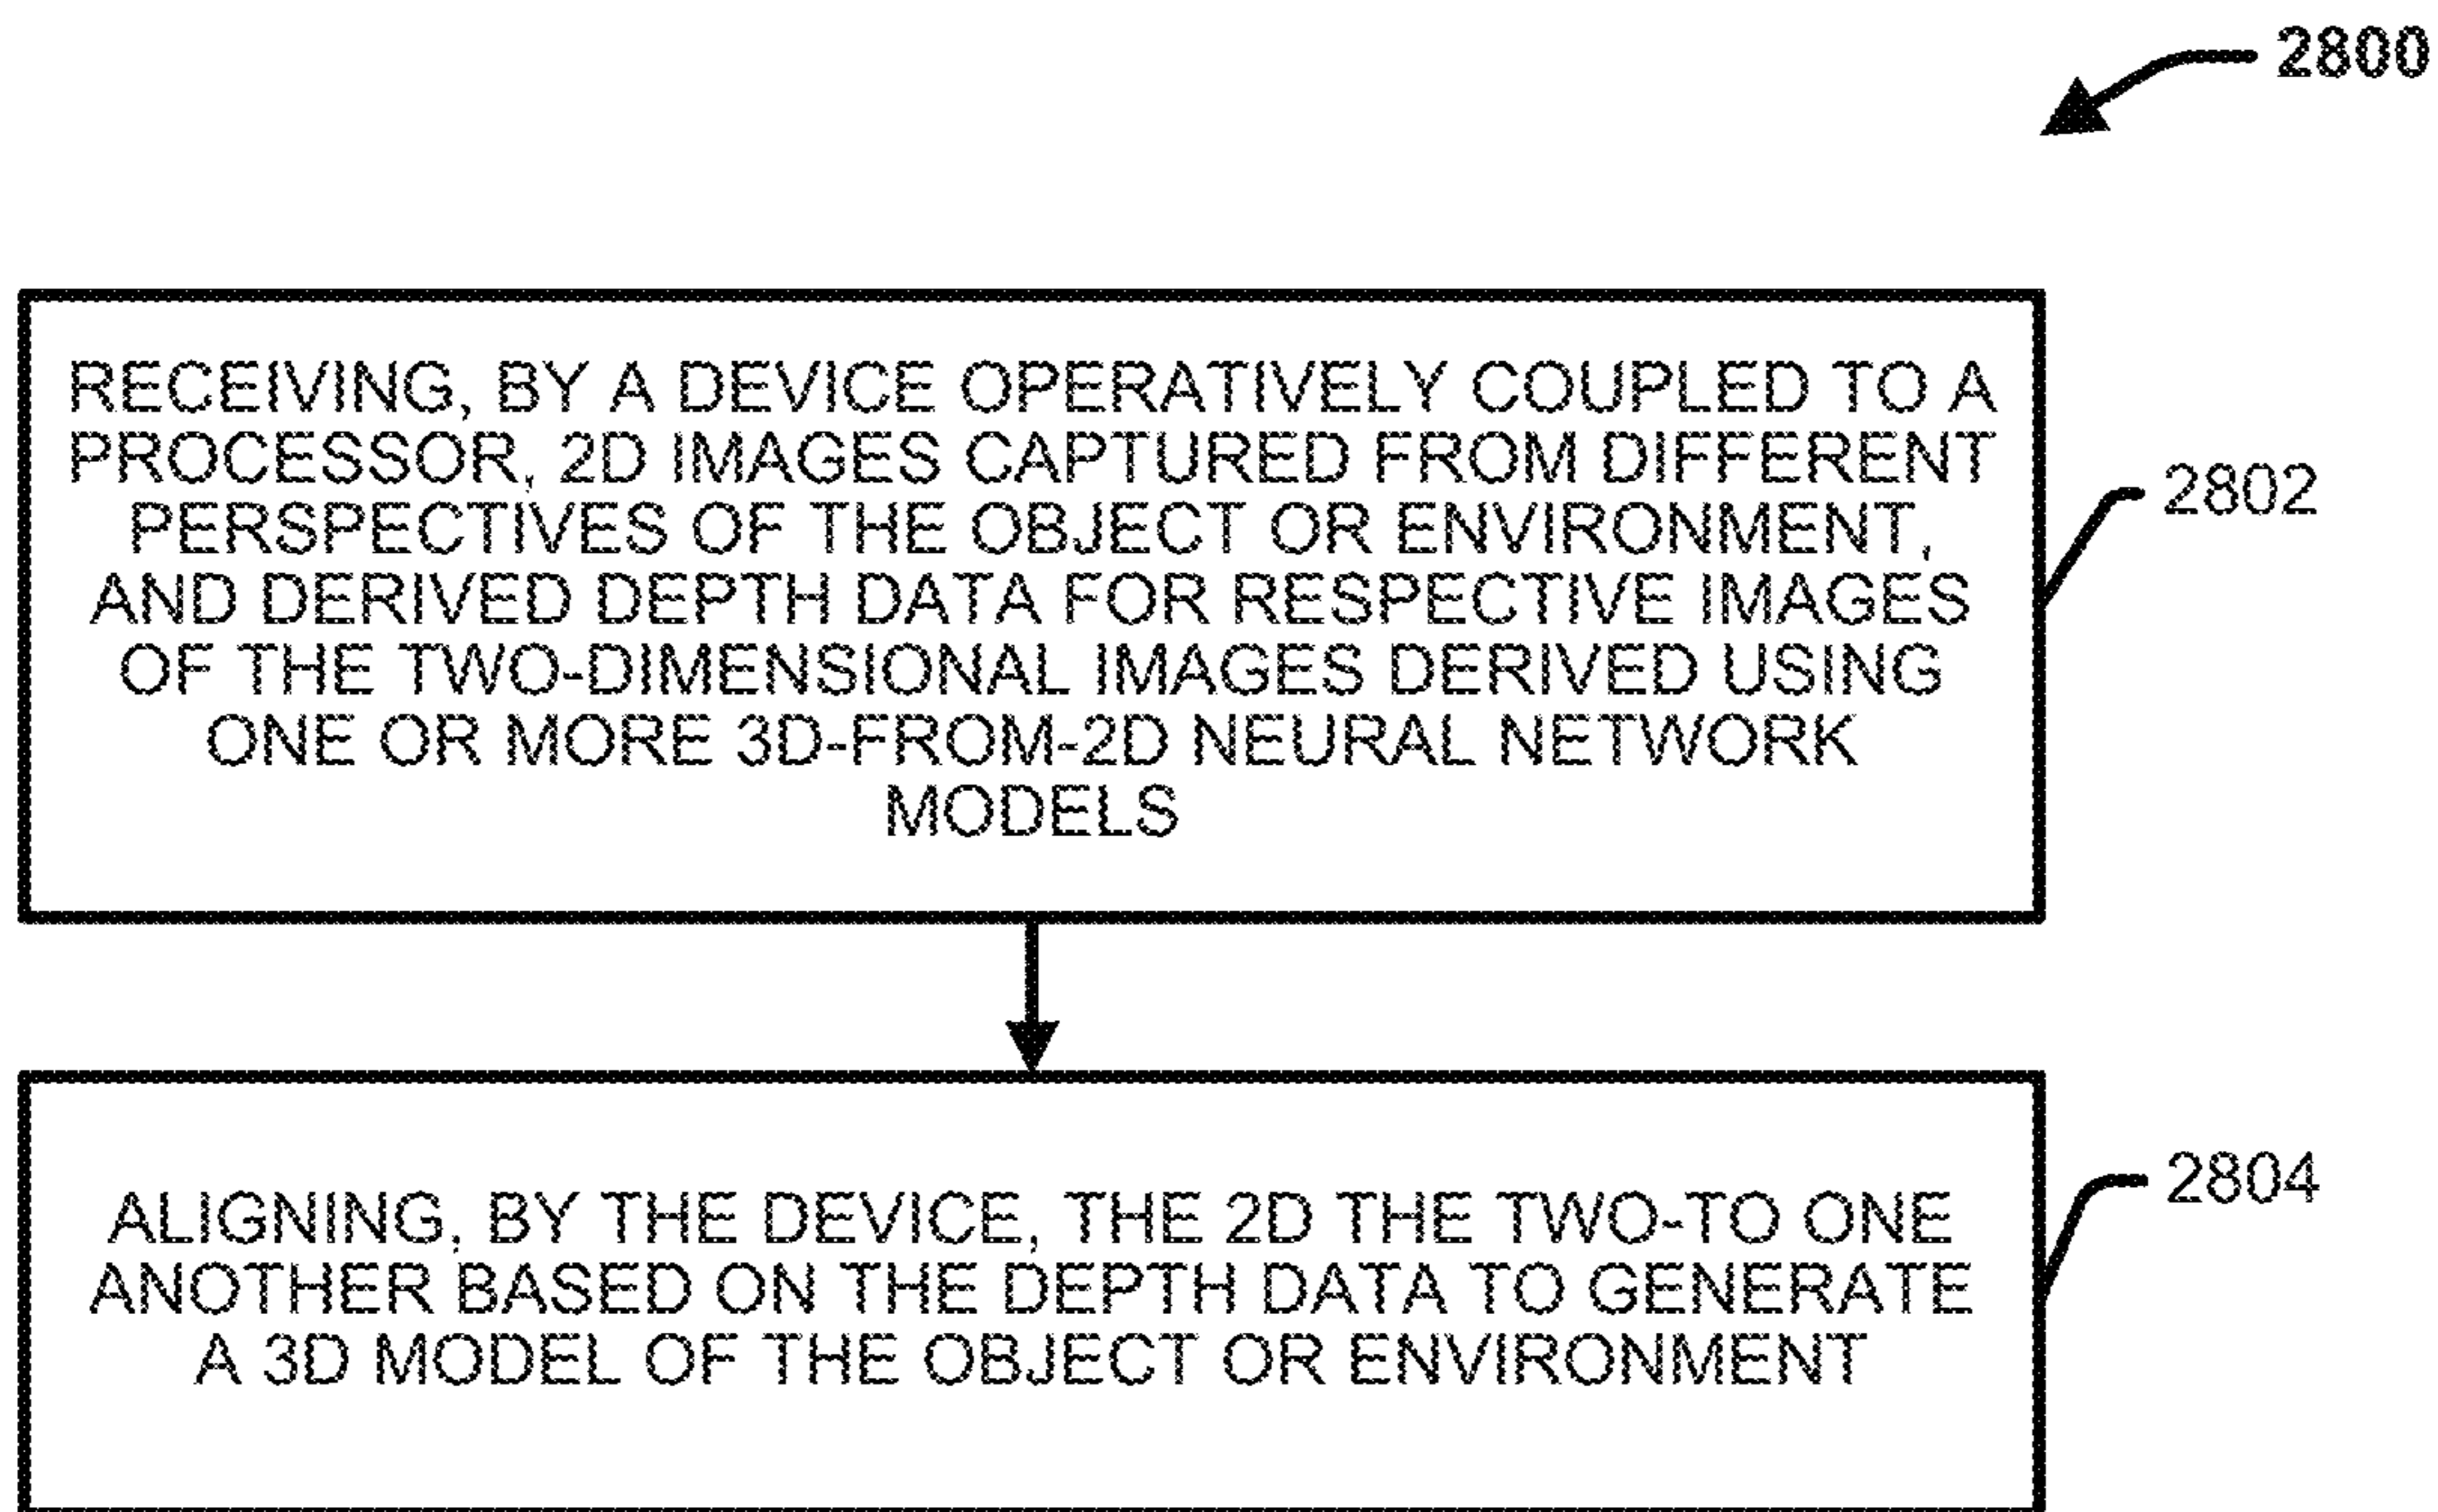 2800
RECEIVING, BY A DEVICE OPERATIVELY COUPLED TO A
PROCESSOR, 2D IMAGES CAPTURED FROM DIFFERENT
PERSPECTIVES OF THE OBJECT OR ENVIRONMENT,
AND DERIVED DEPTH DATA FOR RESPECTIVE IMAGES
OF THE TWO-DIMENSIONAL IMAGES DERIVED USING
ONE OR MORE 3D-FROM-2D NEURAL NETWORK
MODELS
2802
ALIGNING, BY THE DEVICE, THE 2D THE TWO-TO ONE
ANOTHER BASED ON THE DEPTH DATA TO GENERATE
A 3D MODEL OF THE OBJECT OR ENVIRONMENT
2804